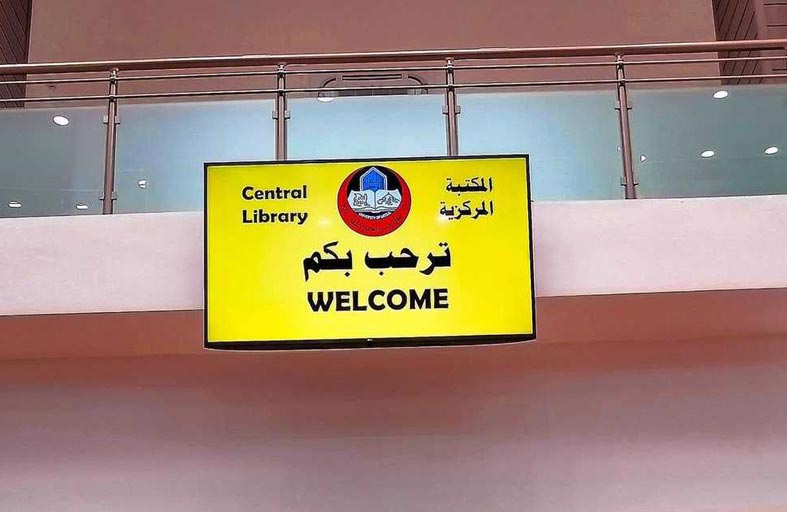 Central
Library
المكتبة
المركزية
ترحب بكم
WELCOME